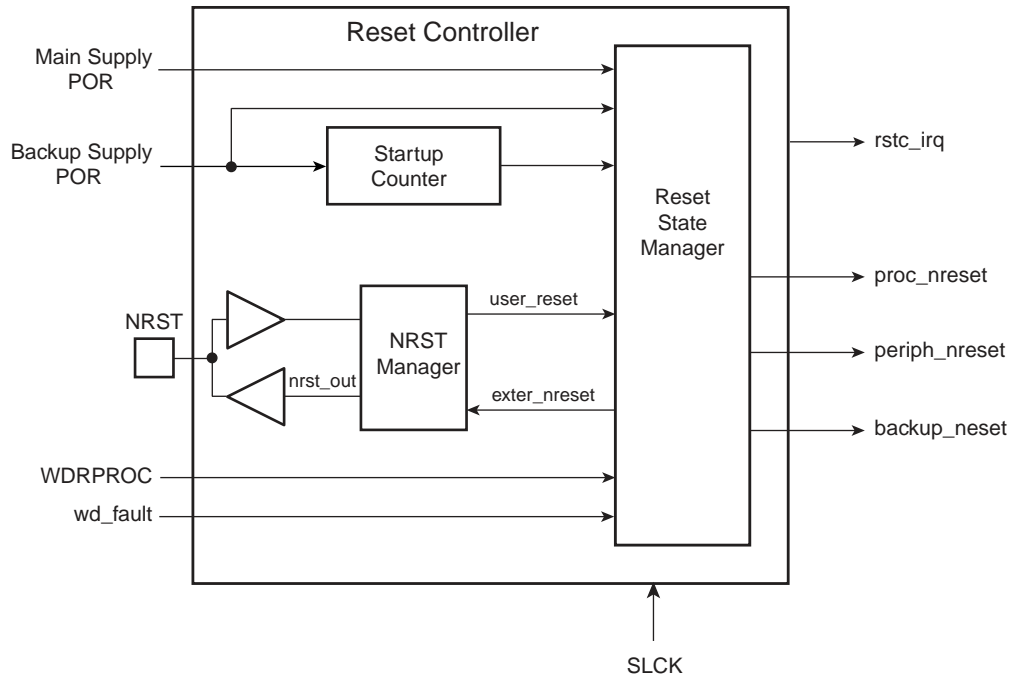 Reset Controller
Main Supply
POR
Backup Supply
POR
Startup
Counter
Reset
State
Manager
rstc_irq
proc_nreset
periph_nreset
backup_neset
NRST
user_reset
NRST
Manager
nrst_out
exter_nreset
WDRPROC
wd_fault
SLCK